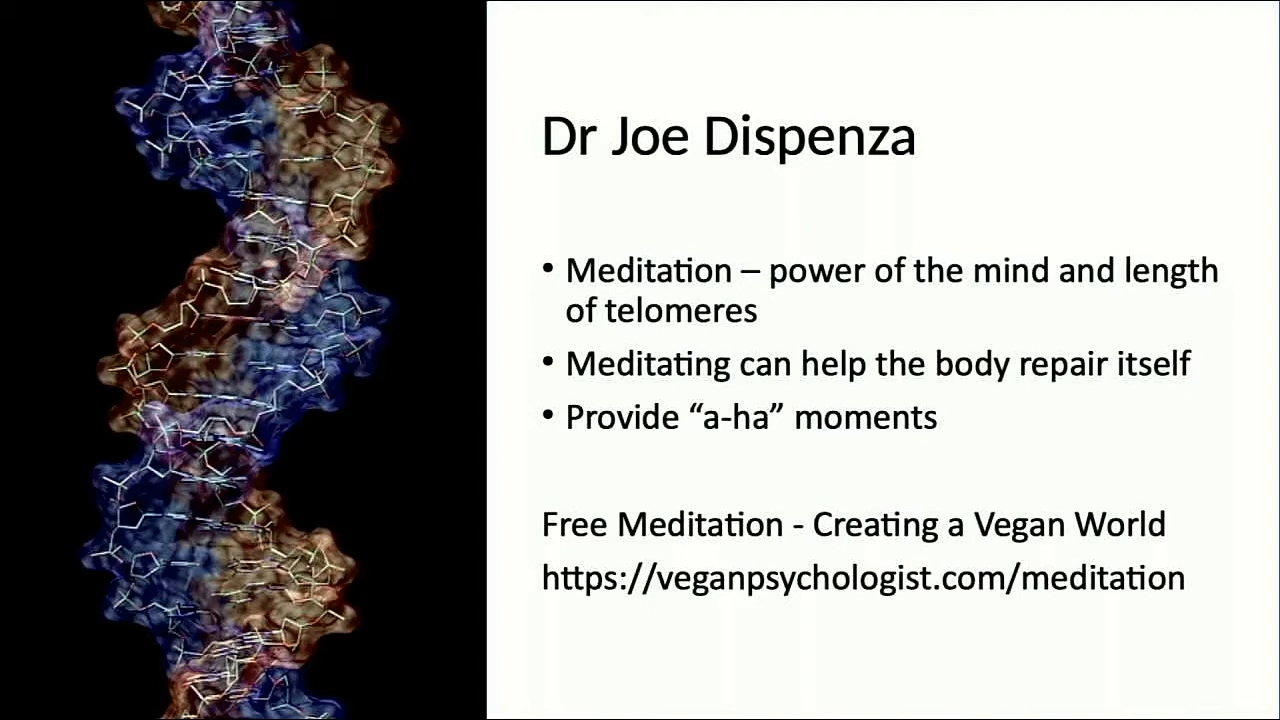 Dr Joe Dispenza
• Meditation – power of the mind and length
of telomeres
• Meditating can help the body repair itself
• Provide “a-ha” moments
Free Meditation - Creating a Vegan World
https://veganpsychologist.com/meditation